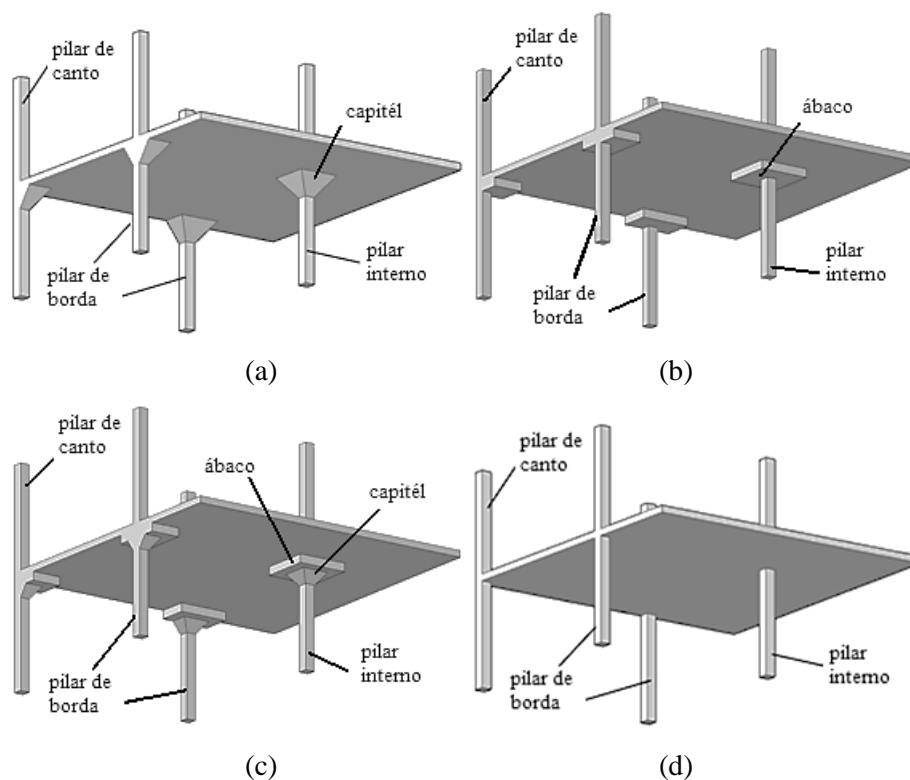 pilar de
canto
capitél
pilar de
borda
pilar
interno
(a)
pilar de
canto
ábaco
pilar de
borda
pilar
interno
(b)
pilar de
canto
ábaco
capitél
pilar de
borda
pilar
interno
(c)
pilar de
canto
pilar de
borda
pilar
interno
(d)